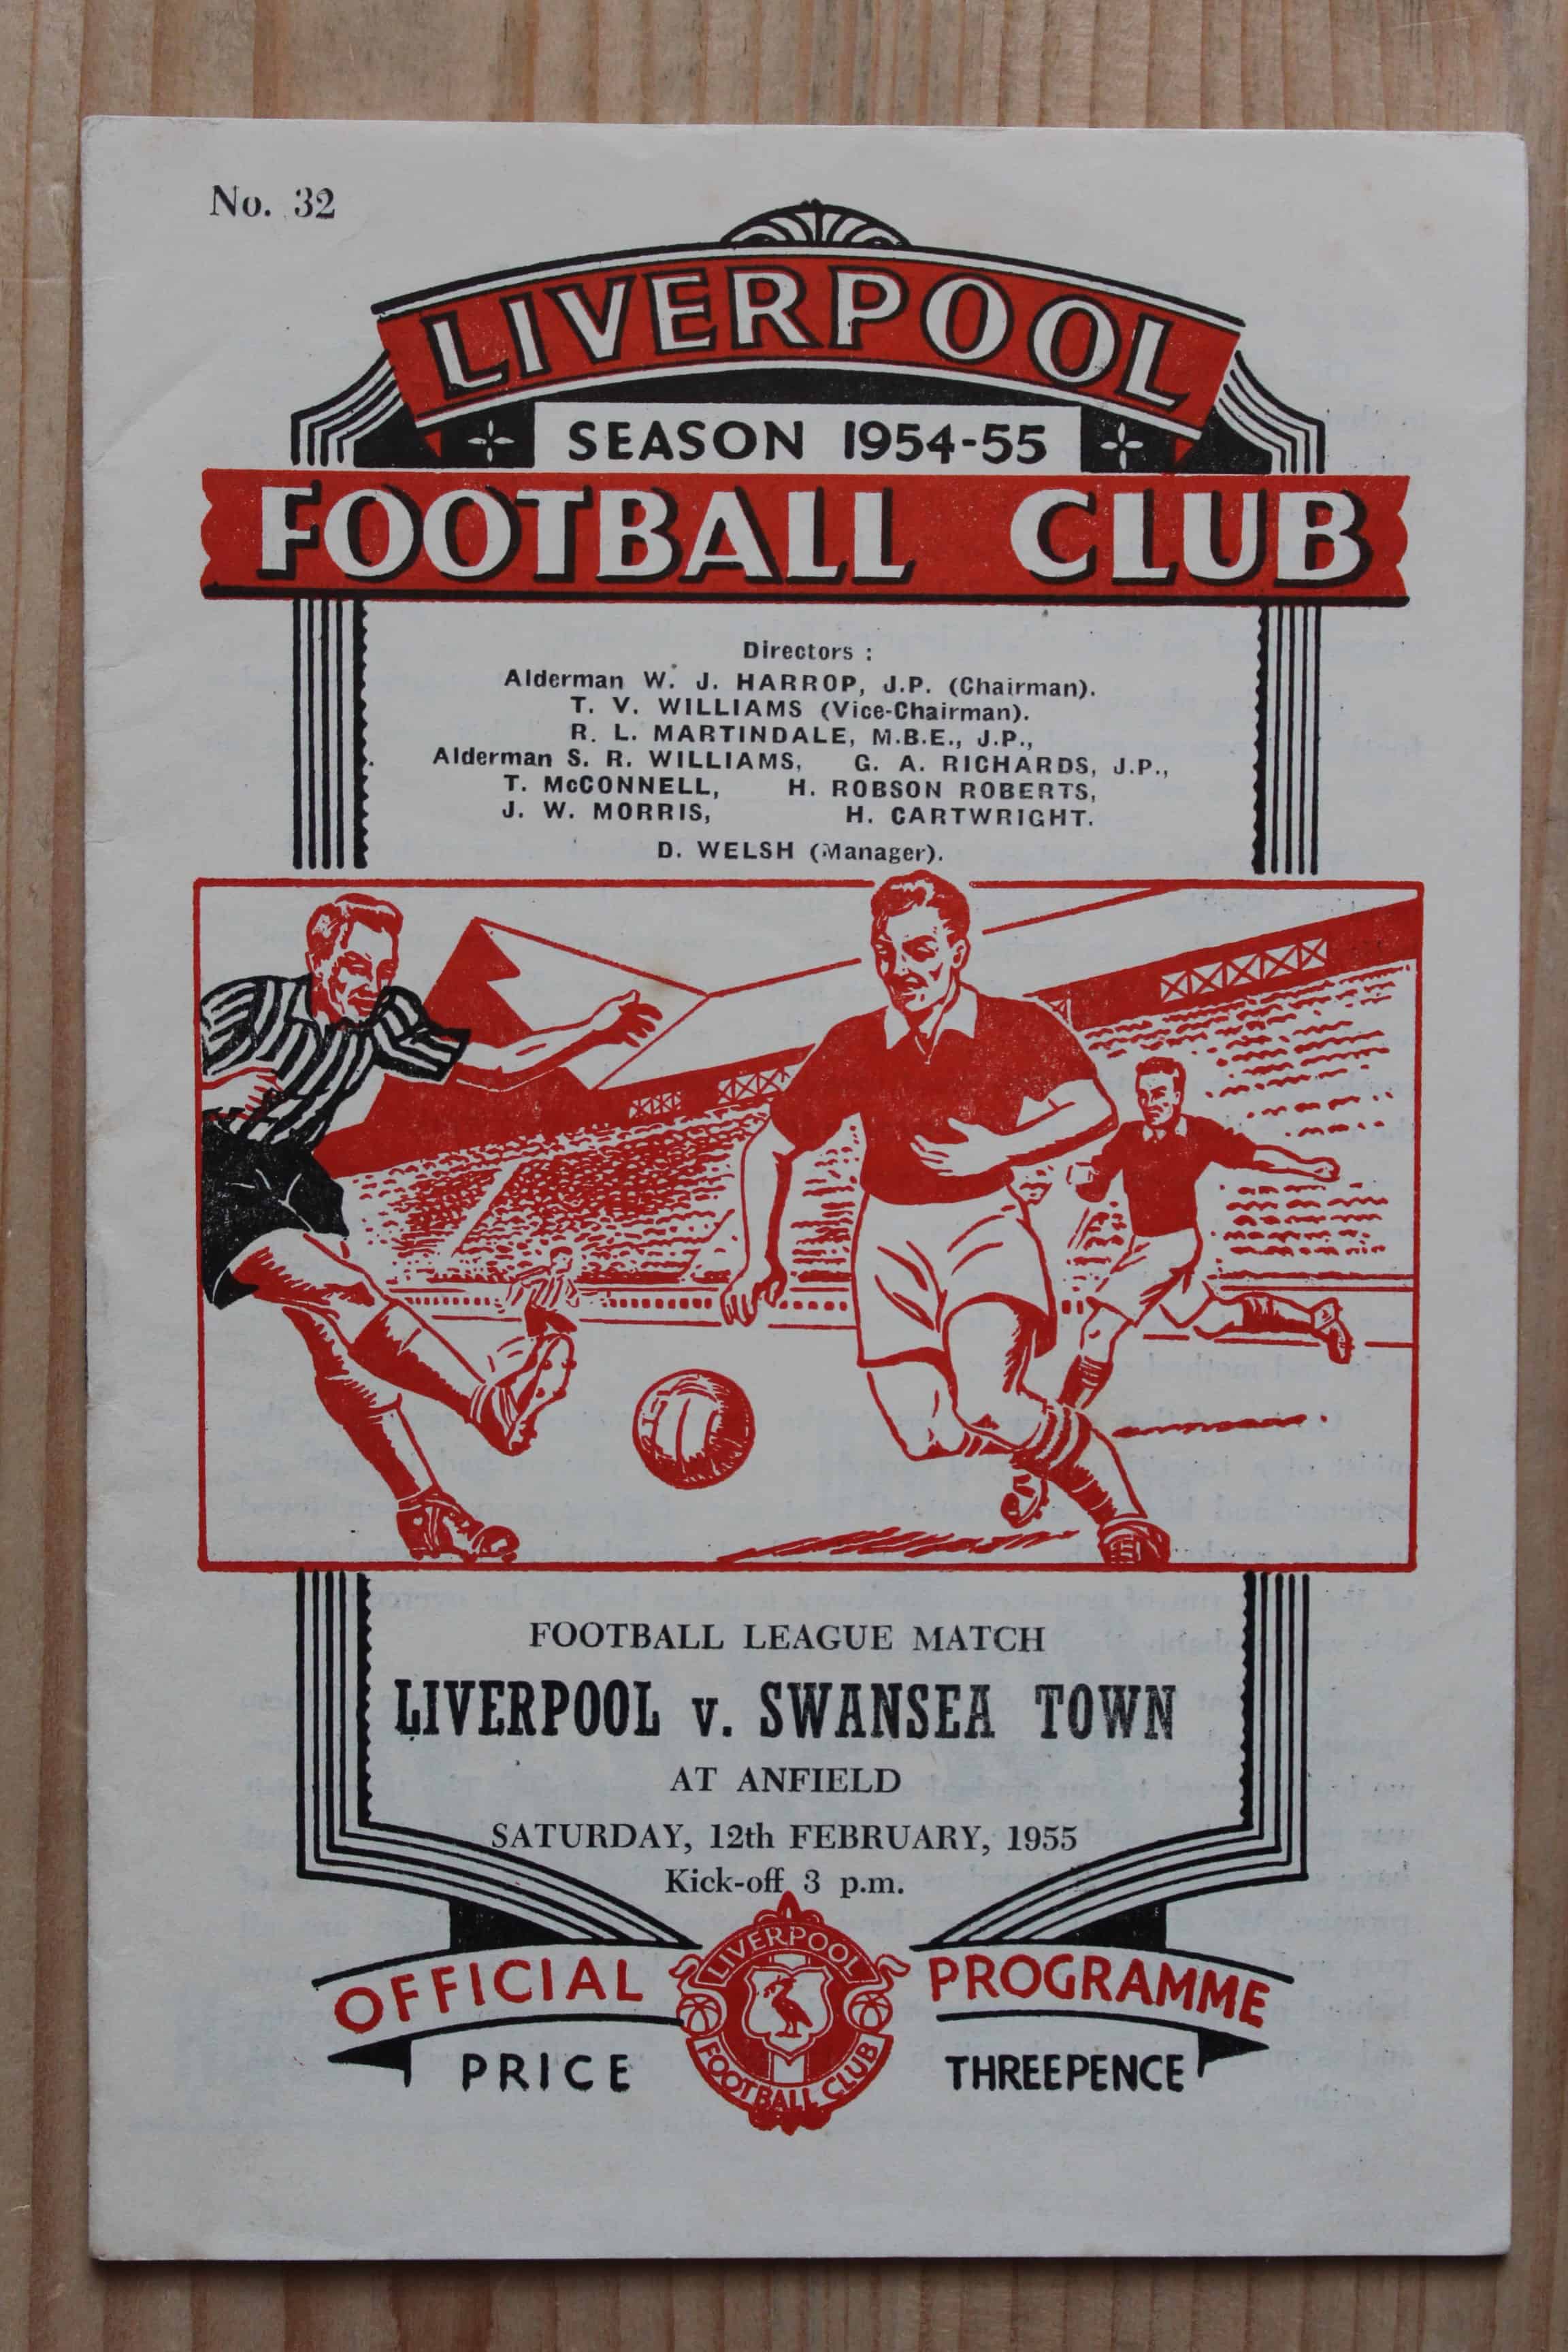 No. 32
LIVERPOOL
SEASON 1954-55
FOOTBALL CLUB
Directors :
Alderman W. J. HARROP, J.P. (Chairman).
T. V. WILLIAMS (Vice-Chairman).
R. L. MARTINDALE, M.B.E., J.P.,
Alderman S. R. WILLIAMS, G. A. RICHARDS, J.P.,
T. McCONNELL, H. ROBSON ROBERTS,
J. W. MORRIS, H. CARTWRIGHT.
D. WELSH (Manager).
FOOTBALL LEAGUE MATCH
LIVERPOOL v. SWANSEA TOWN
AT ANFIELD
SATURDAY, 12th FEBRUARY, 1955
Kick-off 3 p.m.
OFFICIAL PROGRAMME
LIVERPOOL
FOOTBALL CLUB
PRICE THREEPENCE